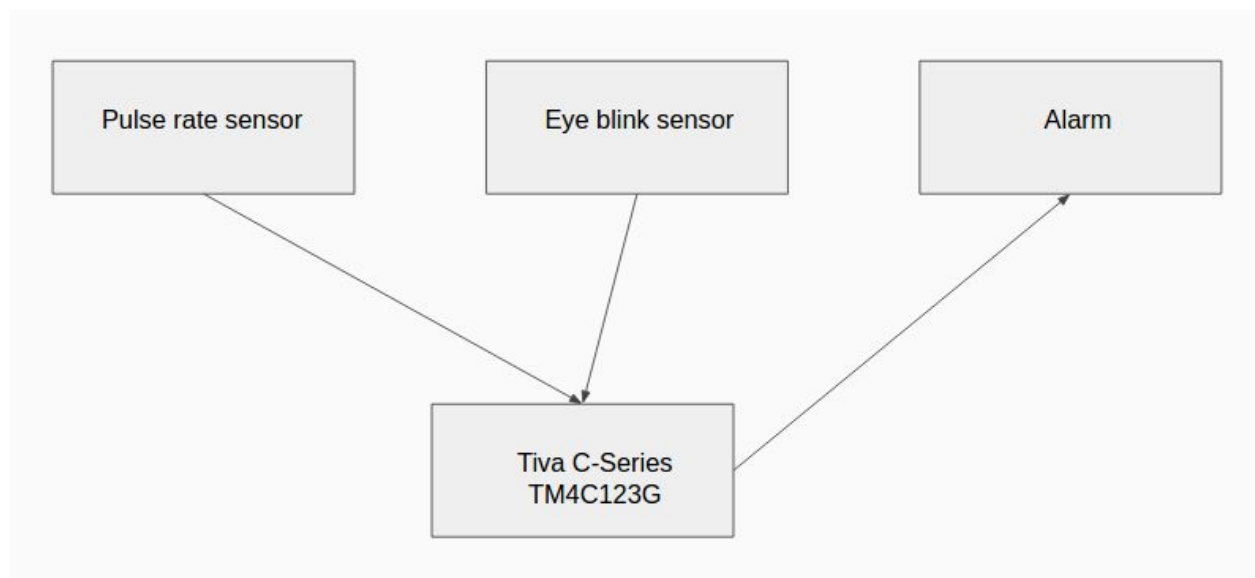 Pulse rate sensor
Eye blink sensor
Alarm
Tiva C-Series
TM4C123G